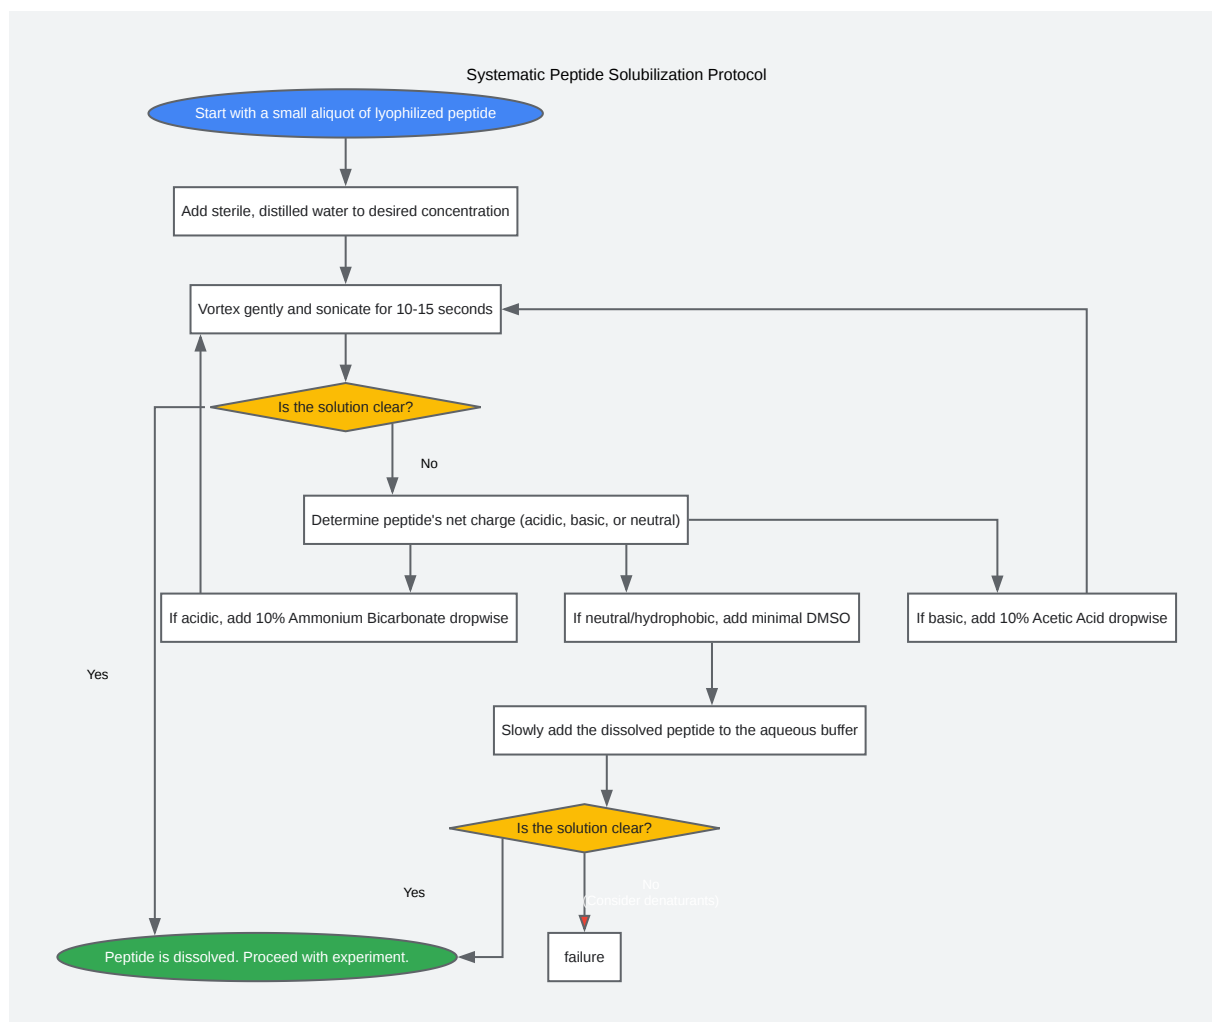 Systematic Peptide Solubilization Protocol
Start with a small aliquot of lyophilized peptide
Add sterile, distilled water to desired concentration
Vortex gently and sonicate for 10-15 seconds
Is the solution clear?
No
Determine peptide's net charge (acidic, basic, or neutral)
If acidic, add 10% Ammonium Bicarbonate dropwise
If neutral/hydrophobic, add minimal DMSO
If basic, add 10% Acetic Acid dropwise
Yes
Slowly add the dissolved peptide to the aqueous buffer
Is the solution clear?
Yes
No
(Consider denaturants)
Peptide is dissolved. Proceed with experiment.
failure